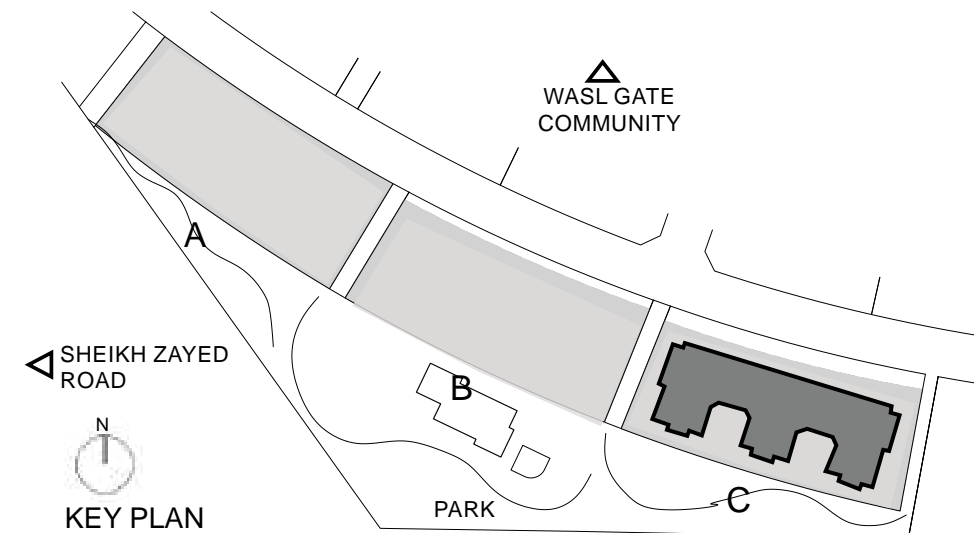 WASL GATE
COMMUNITY
A
SHEIKH ZAYED
ROAD
B
N
C
PARK
KEY PLAN